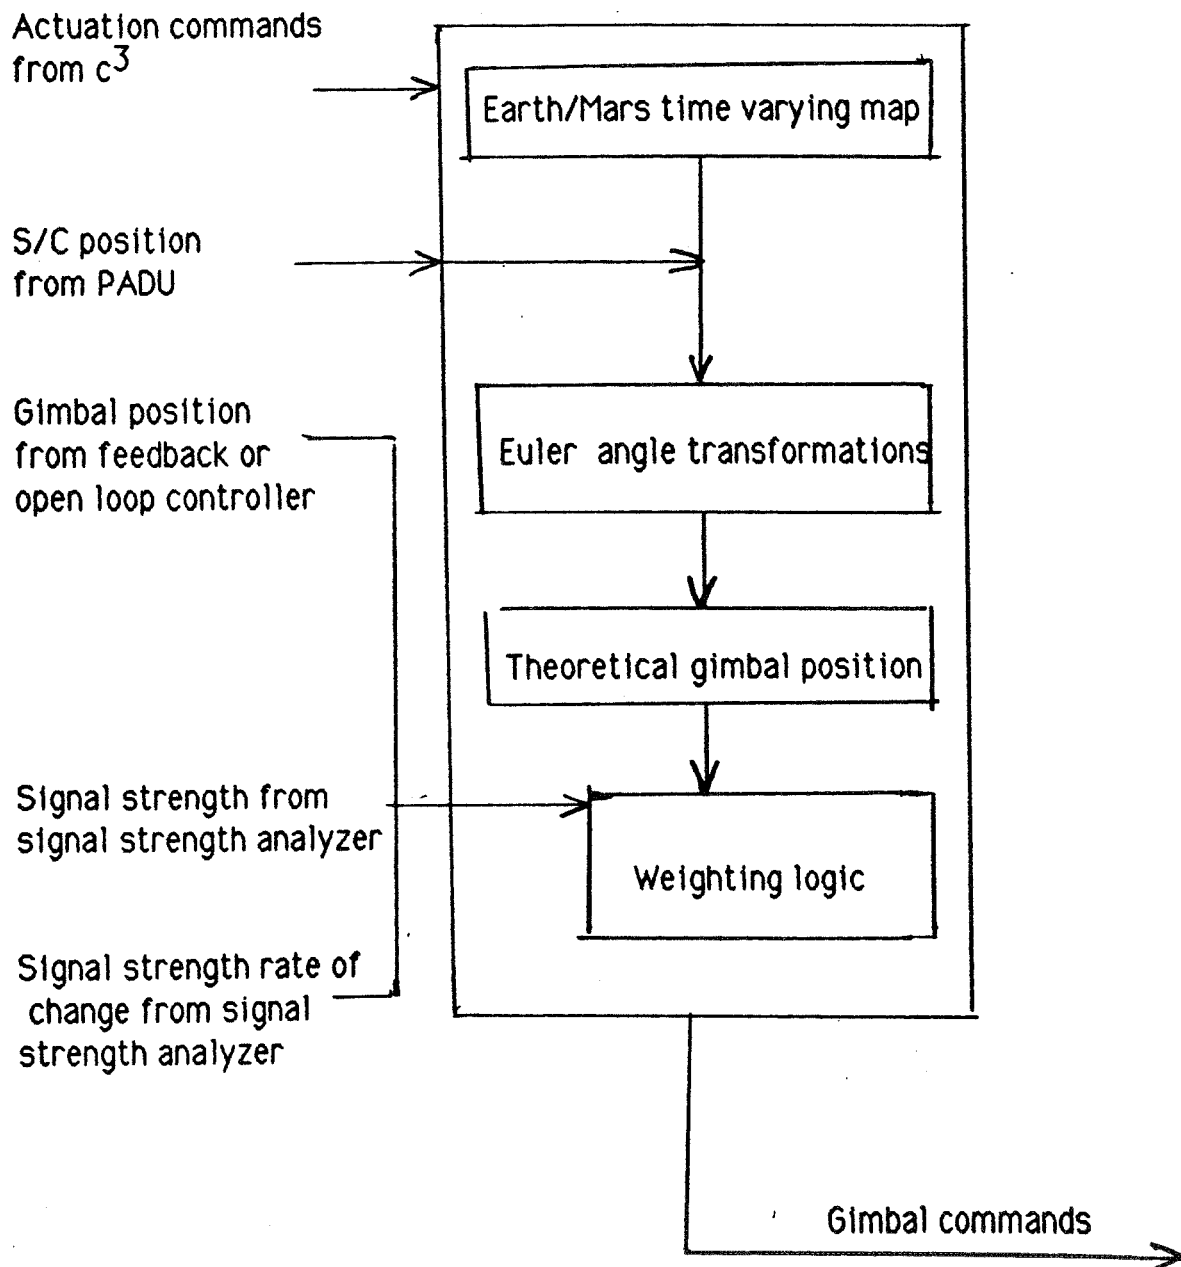 Actuation commands
from c³
Earth/Mars time varying map
S/C position
from PADU
Gimbal position
from feedback or
open loop controller
Euler angle transformations
Theoretical gimbal position
Signal strength from
signal strength analyzer
Weighting logic
Signal strength rate of
change from signal
strength analyzer
Gimbal commands